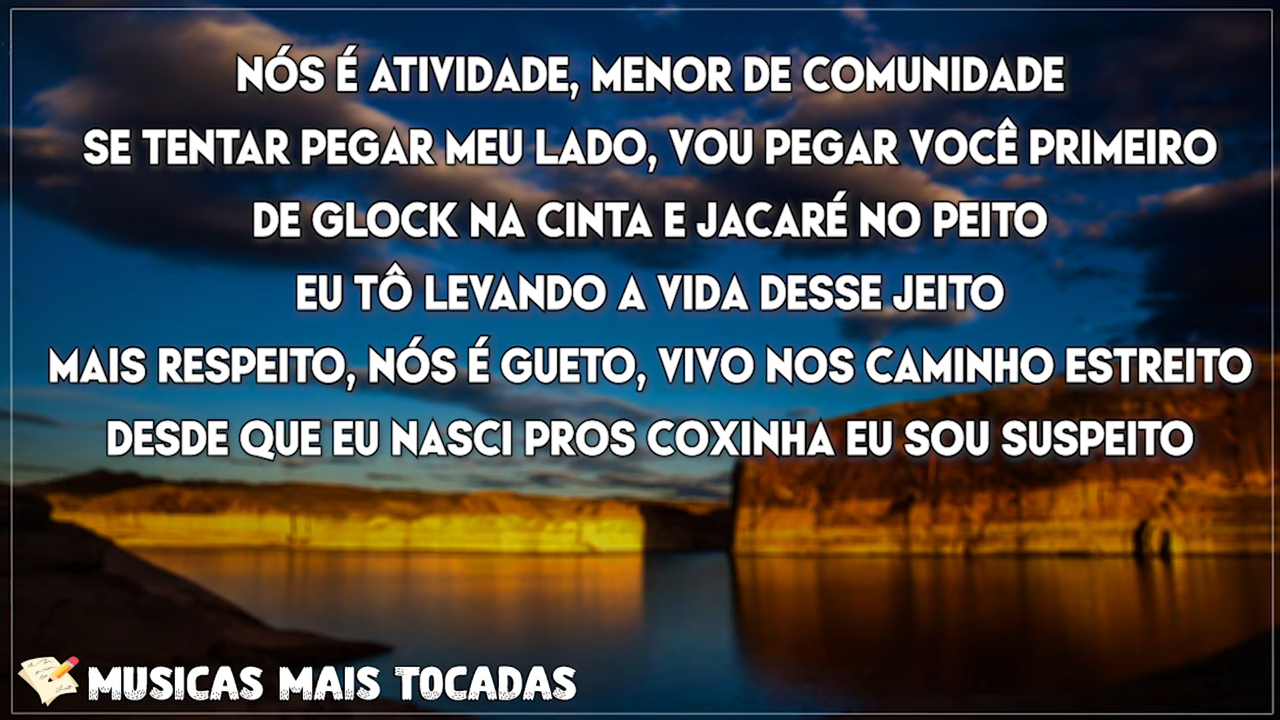 NÓS É ATIVIDADE, MENOR DE COMUNIDADE
SE TENTAR PEGAR MEU LADO, VOU PEGAR VOCÊ PRIMEIRO
DE GLOCK NA CINTA E JACARÉ NO PEITO
EU TÔ LEVANDO A VIDA DESSE JEITO
MAIS RESPEITO, NÓS É GUETO, VIVO NOS CAMINHO ESTREITO
DESDE QUE EU NASCI PROS COXINHA EU SOU SUSPEITO
MUSICAS MAIS TOCADAS